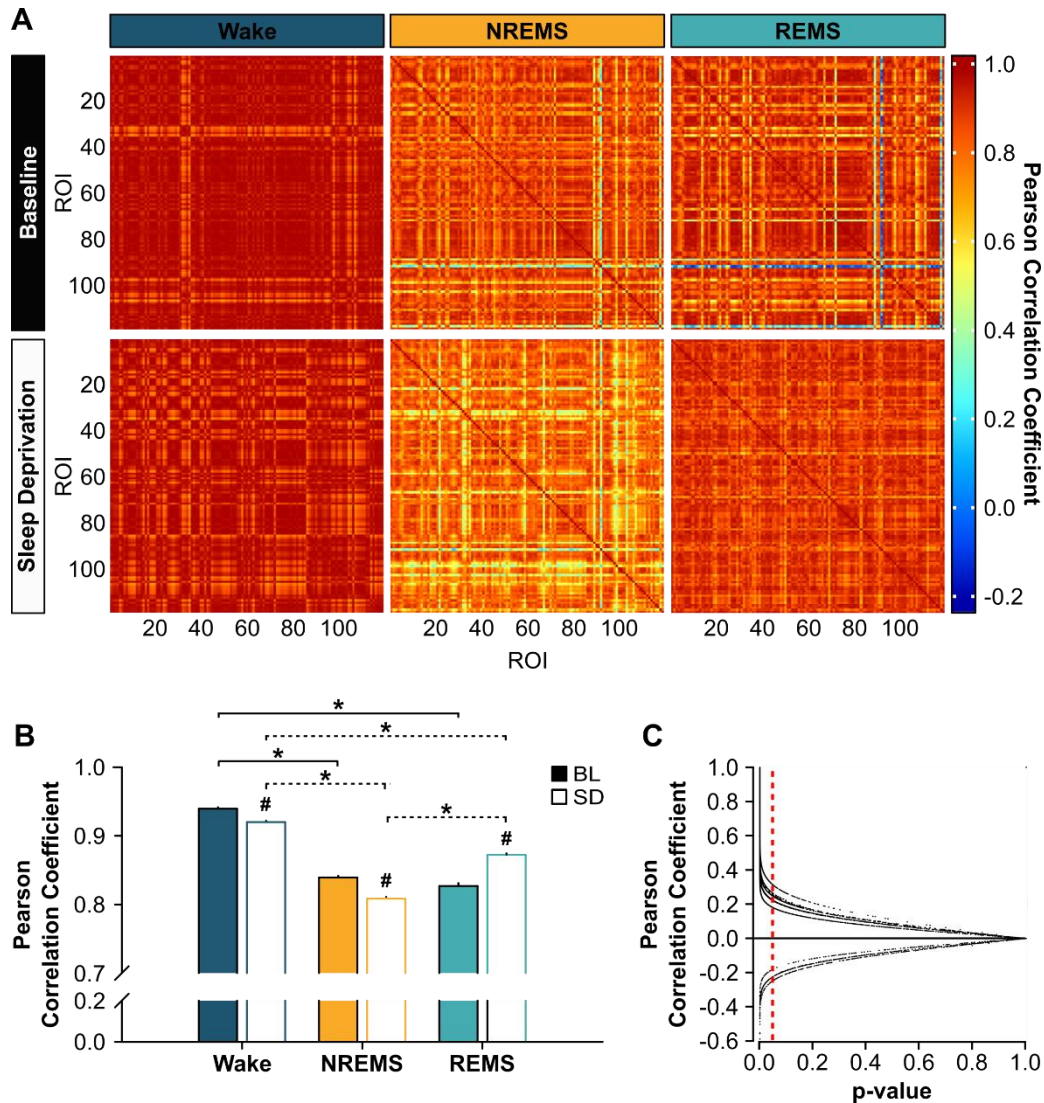 A
Wake NREMS REMS
Baseline
ROI
20
40
60
80
100
Sleep Deprivation
ROI
20
40
60
80
100
20 40 60 80 100 20 40 60 80 100 20 40 60 80 100
ROI
1.0
0.8
0.6
0.4
0.2
0.0
-0.2
Pearson Correlation Coefficient
B
*
*
*
*
*
# # #
BL
SD
Pearson
Correlation Coefficient
1.0
0.9
0.8
0.7
0.2
0.0
Wake NREMS REMS
C
Pearson
Correlation Coefficient
1.0
0.8
0.6
0.4
0.2
0.0
-0.2
-0.4
-0.6
0.0 0.2 0.4 0.6 0.8 1.0
p-value